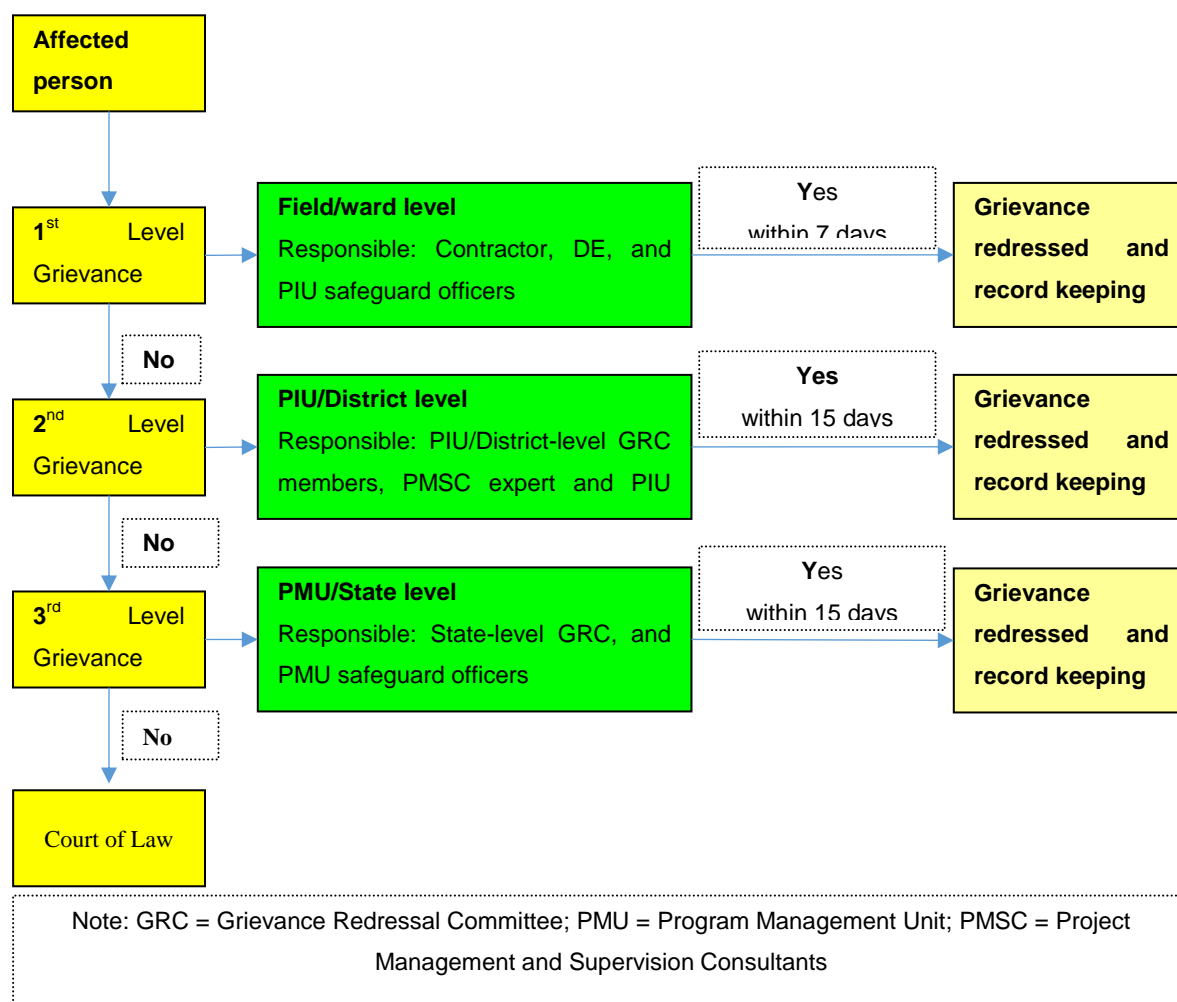 Affected
person
1st Level
Grievance
Field/ward level
Responsible: Contractor, DE, and
PIU safeguard officers
Yes
within 7 days
Grievance
redressed and
record keeping
No
2nd Level
Grievance
PIU/District level
Responsible: PIU/District-level GRC
members, PMSC expert and PIU
Yes
within 15 days
Grievance
redressed and
record keeping
No
3rd Level
Grievance
PMU/State level
Responsible: State-level GRC, and
PMU safeguard officers
Yes
within 15 days
Grievance
redressed and
record keeping
No
Court of Law
Note: GRC = Grievance Redressal Committee; PMU = Program Management Unit; PMSC = Project
Management and Supervision Consultants